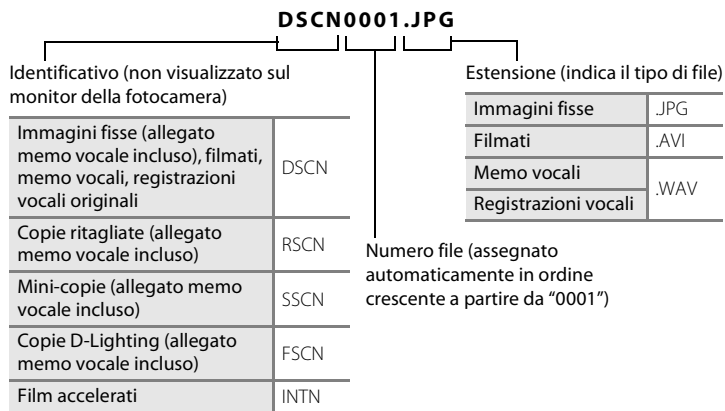 DSCN0001.JPG
Identificativo (non visualizzato sul
monitor della fotocamera)
Immagini fisse (allegato
memo vocale incluso), filmati,
memo vocali, registrazioni
vocali originali
DSCN
Copie ritagliate (allegato
memo vocale incluso)
RSCN
Mini-copie (allegato memo
vocale incluso)
SSCN
Copie D-Lighting (allegato
memo vocale incluso)
FSCN
Film accelerati
INTN
Numero file (assegnato
automaticamente in ordine
crescente a partire da “0001”)
Estensione (indica il tipo di file)
Immagini fisse
.JPG
Filmati
.AVI
Memo vocali
Registrazioni vocali
.WAV